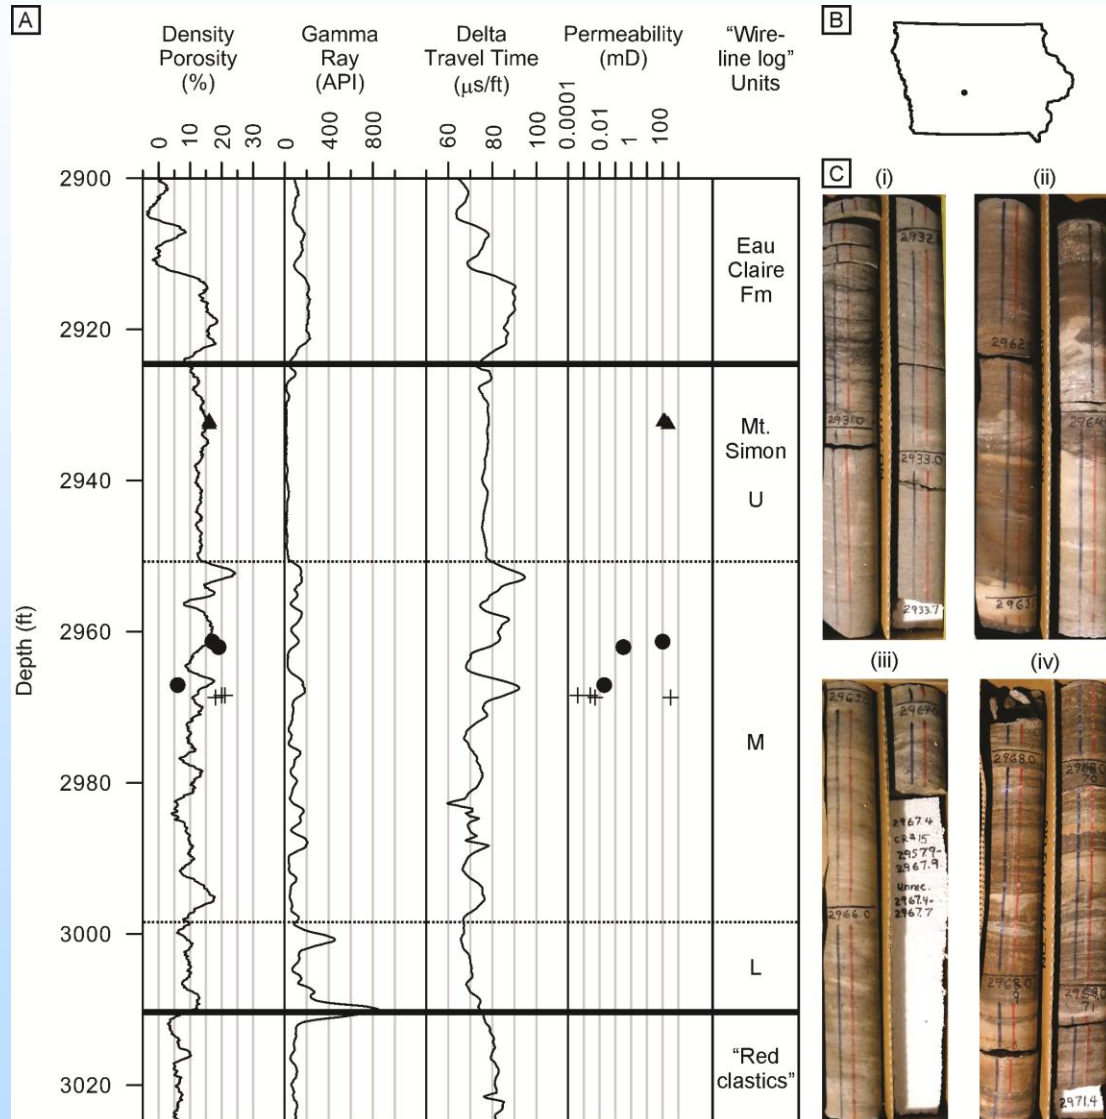 A
Density
Porosity
(%)
Gamma
Ray
(API)
Delta
Travel Time
(µs/ft)
Permeability
(mD)
“Wire-
line log”
Units
0
10
20
30
0
400
800
60
80
100
0.0001
0.01
1
100
Depth (ft)
2900
2920
2940
2960
2980
3000
3020
Eau
Claire
Fm
Mt.
Simon
U
M
L
“Red
clastics”
B
C
(i)
(ii)
2931.0
2932.
2933.0
2933.7
2962
2963.
2964
(iii)
(iv)
2966.0
2967.4
CR#15
2957.9-
2967.9
Unrec.
2967.4-
2967.7
2968.0
2971.4